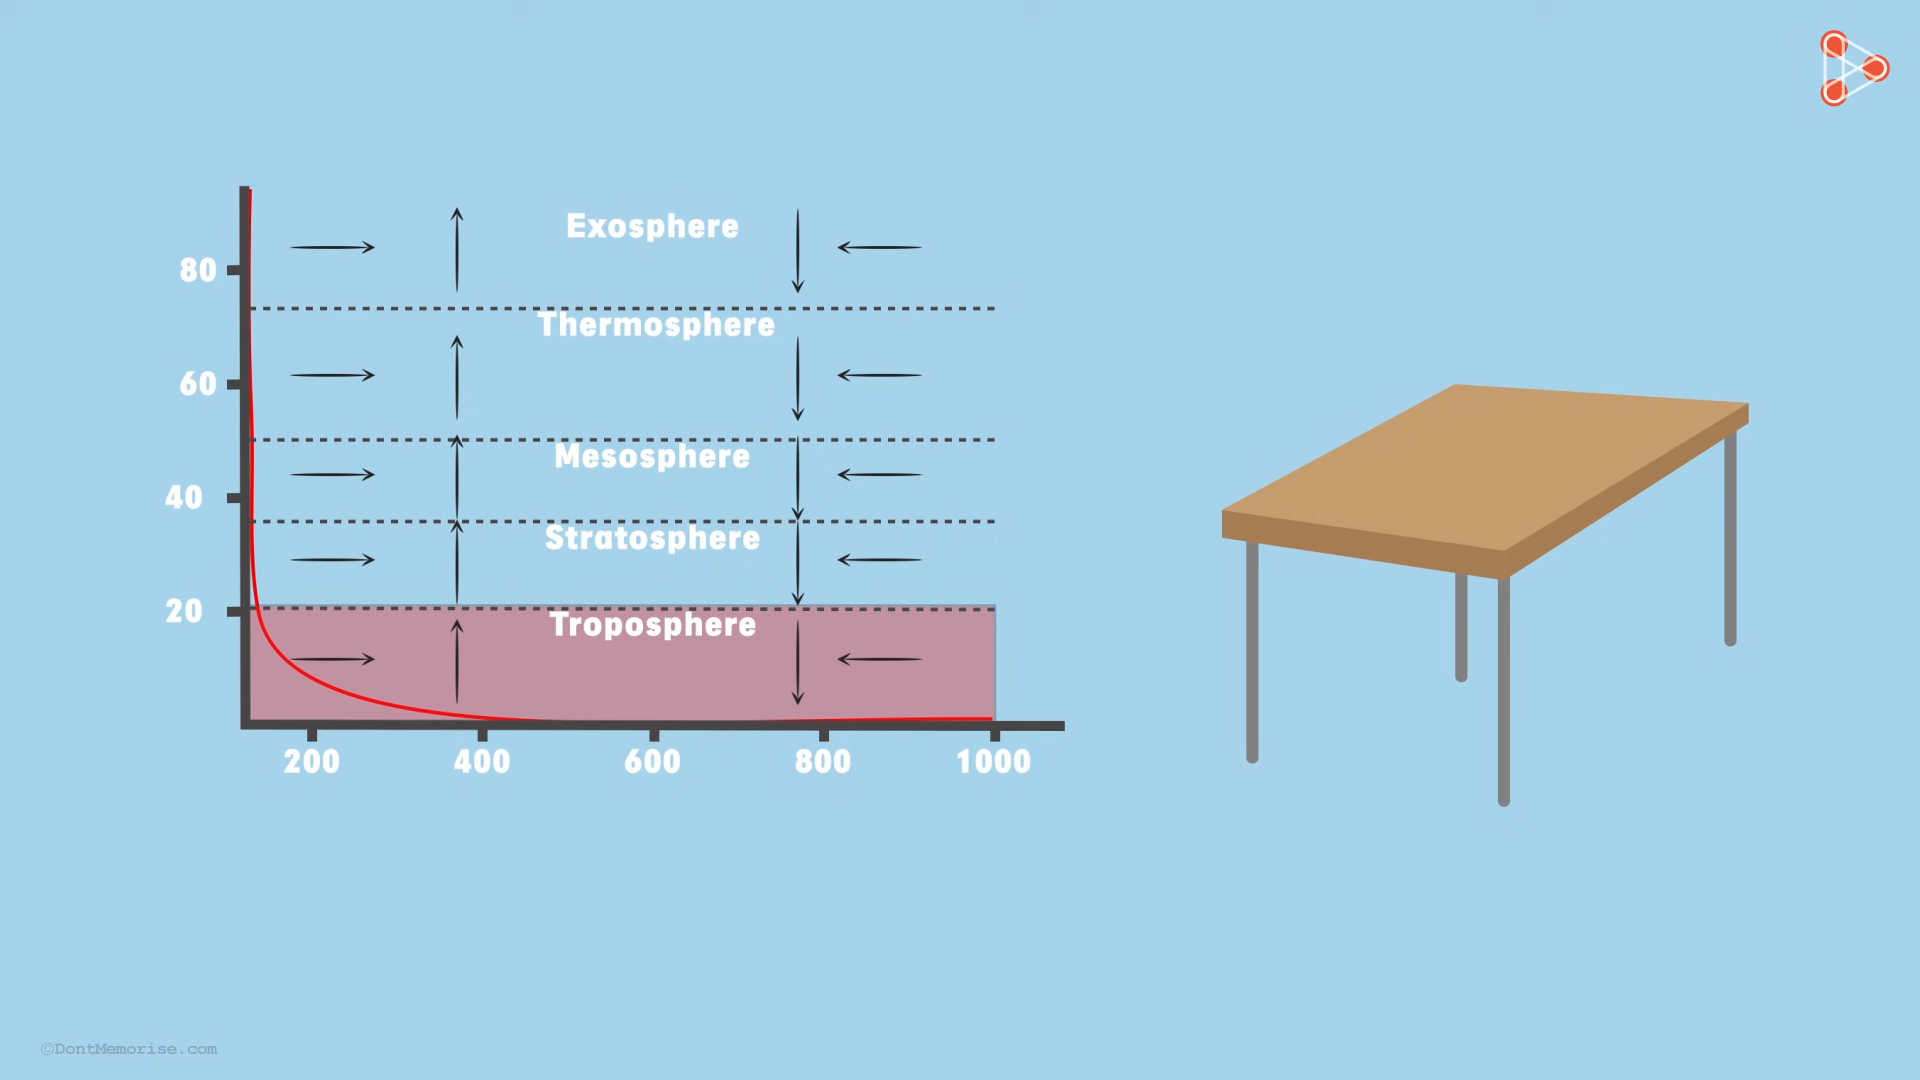 Exosphere
80
Thermosphere
60
Mesosphere
40
Stratosphere
20
Troposphere
200 400 600 800 1000
©DontMemorise.com